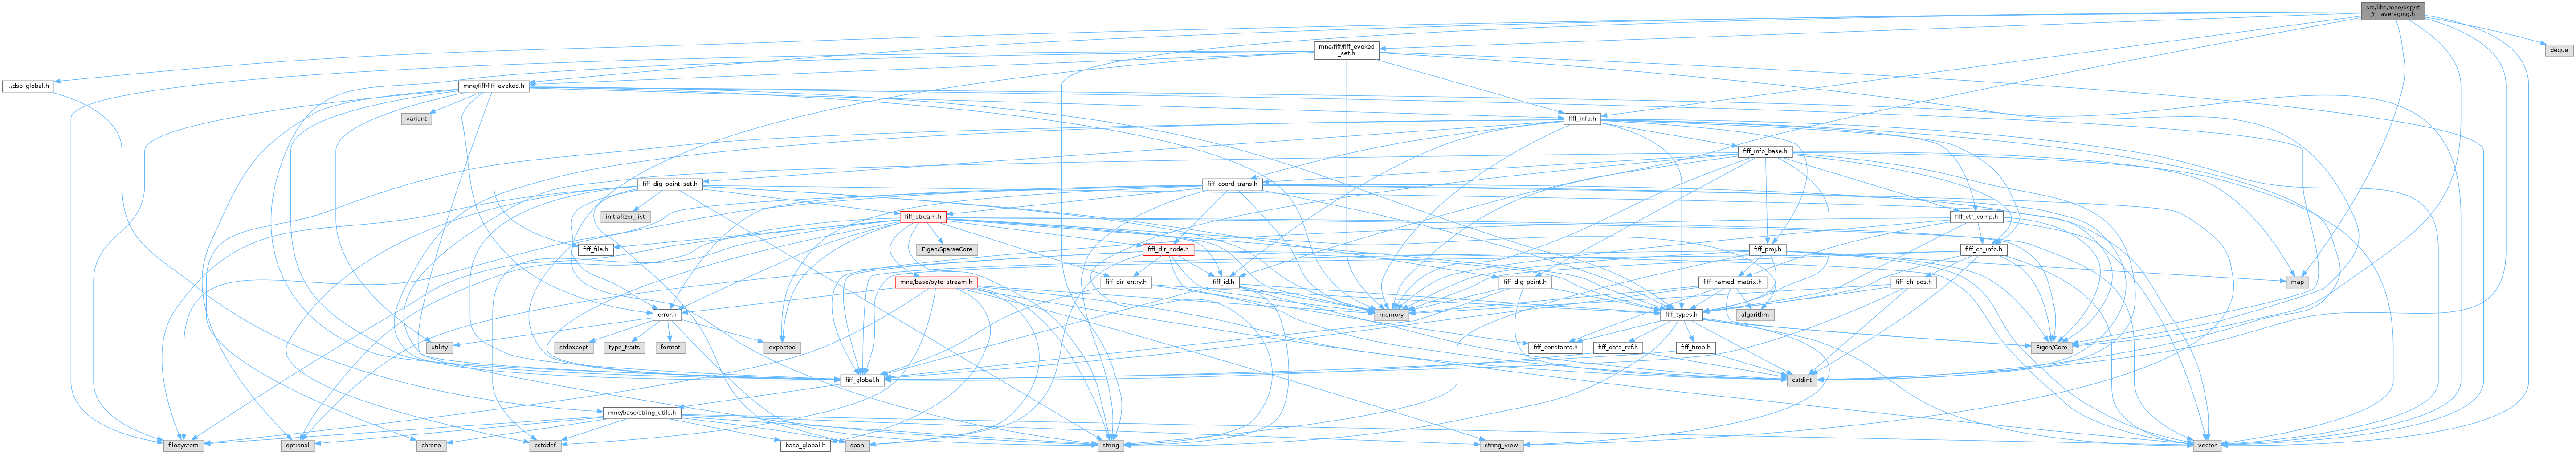 src/libs/mne/dsp/rt
/rt_averaging.h
deque
mne/fiff/fiff_evoked
_set.h
../dsp_global.h
mne/fiff/fiff_evoked.h
variant
fiff_info.h
fiff_info_base.h
fiff_dig_point_set.h
fiff_coord_trans.h
initializer_list
fiff_stream.h
fiff_ctf_comp.h
fiff_file.h
Eigen/SparseCore
fiff_dir_node.h
fiff_proj.h
fiff_ch_info.h
mne/base/byte_stream.h
fiff_dir_entry.h
fiff_id.h
fiff_dig_point.h
fiff_named_matrix.h
fiff_ch_pos.h
map
error.h
memory
fiff_types.h
algorithm
utility
stdexcept
type_traits
format
expected
fiff_constants.h
fiff_data_ref.h
fiff_time.h
Eigen/Core
fiff_global.h
cstdint
mne/base/string_utils.h
filesystem
optional
chrono
cstddef
base_global.h
span
string
string_view
vector